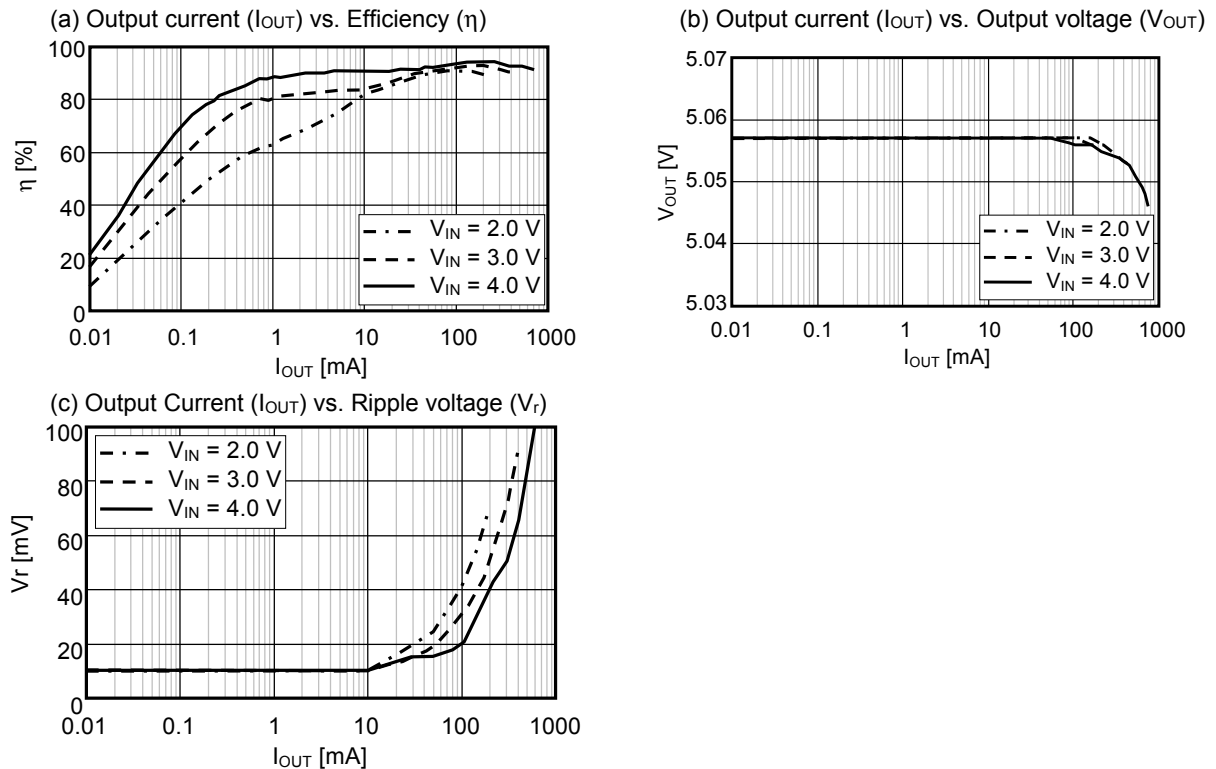 (a) Output current (IOUT) vs. Efficiency (η)
100
80
60
40
20
0
η [%]
VIN = 2.0 V
VIN = 3.0 V
VIN = 4.0 V
0.01 0.1 1 10 100 1000
IOUT [mA]
(b) Output current (IOUT) vs. Output voltage (VOUT)
5.07
5.06
5.05
5.04
5.03
VOUT [V]
VIN = 2.0 V
VIN = 3.0 V
VIN = 4.0 V
0.01 0.1 1 10 100 1000
IOUT [mA]
(c) Output Current (IOUT) vs. Ripple voltage (Vr)
100
80
60
40
20
0
Vr [mV]
VIN = 2.0 V
VIN = 3.0 V
VIN = 4.0 V
0.01 0.1 1 10 100 1000
IOUT [mA]